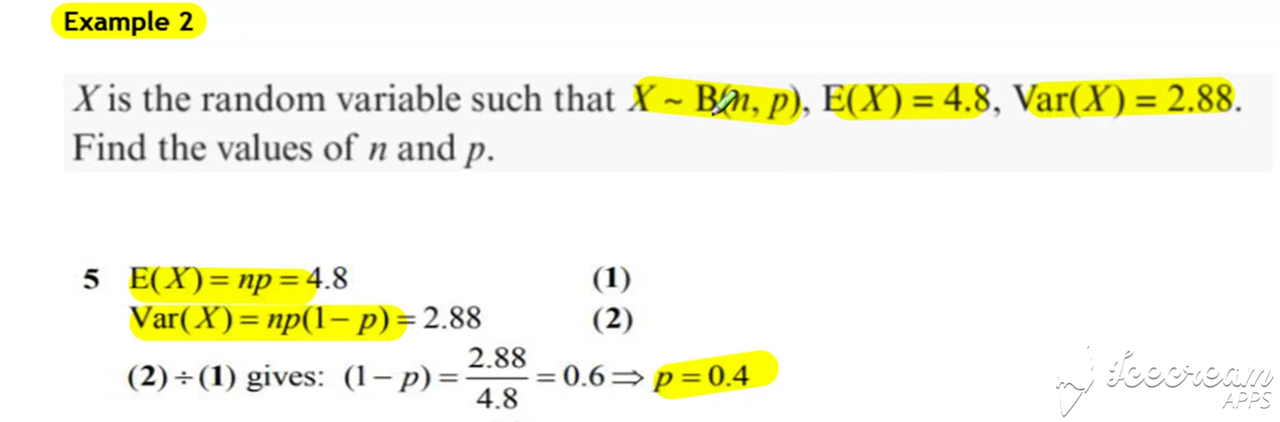 Example 2
X is the random variable such that X ~ B(n, p), E(X) = 4.8, Var(X) = 2.88.
Find the values of n and p.
5 E(X) = np = 4.8 (1)
Var(X) = np(1 − p) = 2.88 (2)
(2) ÷ (1) gives: (1 − p) = 2.88/4.8 = 0.6 ⇒ p = 0.4
Icecream
APPS